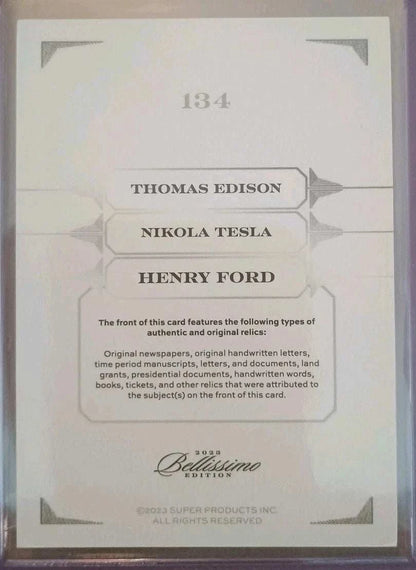 134
THOMAS EDISON
NIKOLA TESLA
HENRY FORD
The front of this card features the following types of
authentic and original relics:
Original newspapers, original handwritten letters,
time period manuscripts, letters, and documents, land
grants, presidential documents, handwritten words,
books, tickets, and other relics that were attributed to
the subject(s) on the front of this card.
2023
Bellissimo
EDITION
©2023 SUPER PRODUCTS INC.
ALL RIGHTS RESERVED